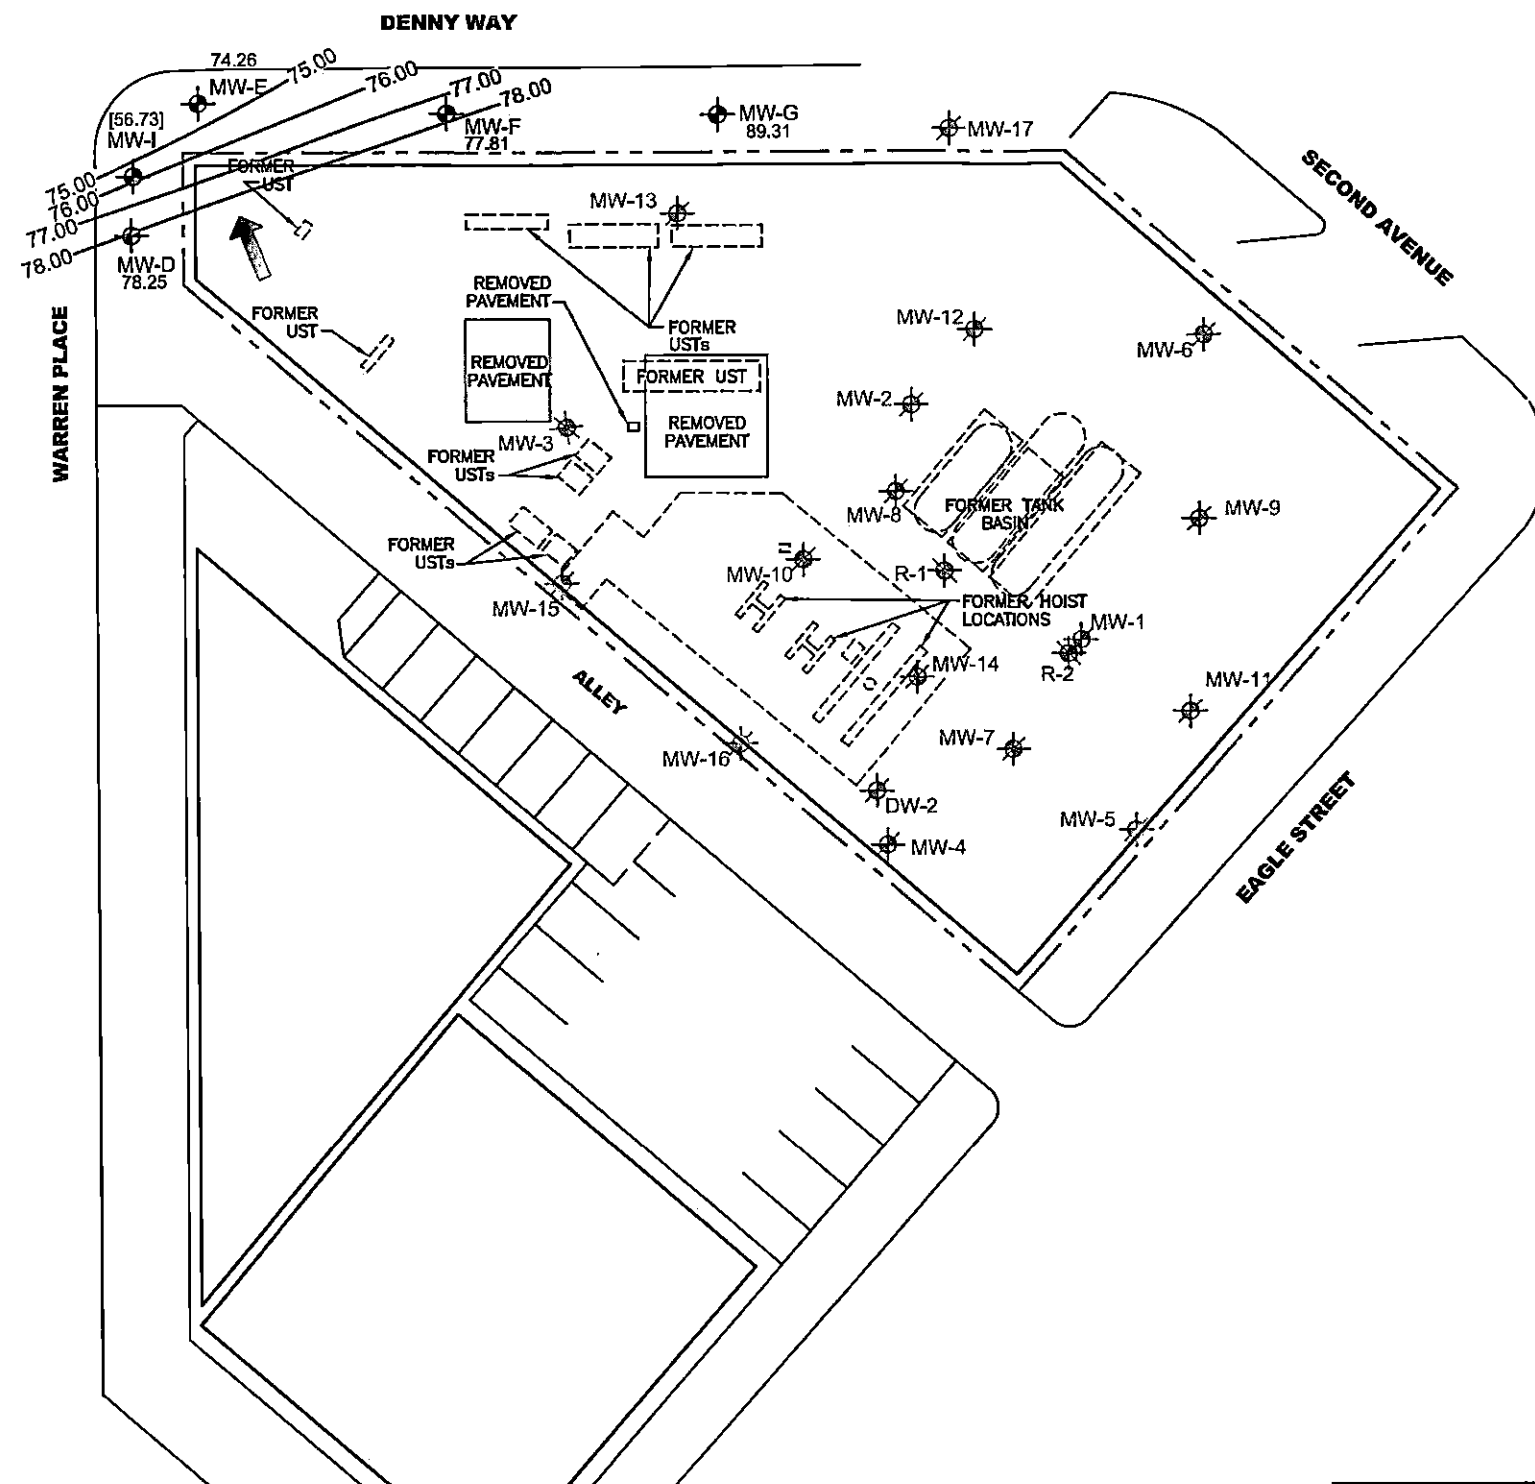 DENNY WAY
74.26
75.00
76.00
77.00
78.00
MW-E
[56.73]
MW-I
MW-F
77.81
MW-G
89.31
MW-17
75.00
76.00
77.00
78.00
MW-D
78.25
FORMER
UST
MW-13
SECOND AVENUE
REMOVED
PAVEMENT
FORMER
UST
FORMER
USTs
MW-12
MW-6
WARREN PLACE
REMOVED
PAVEMENT
FORMER UST
MW-2
REMOVED
PAVEMENT
MW-3
FORMER
USTs
FORMER TANK
BASIN
MW-8
MW-9
FORMER
USTs
MW-10
R-1
MW-15
FORMER HOIST
LOCATIONS
MW-1
R-2
MW-14
MW-11
ALLEY
MW-7
MW-16
DW-2
MW-5
MW-4
EAGLE STREET